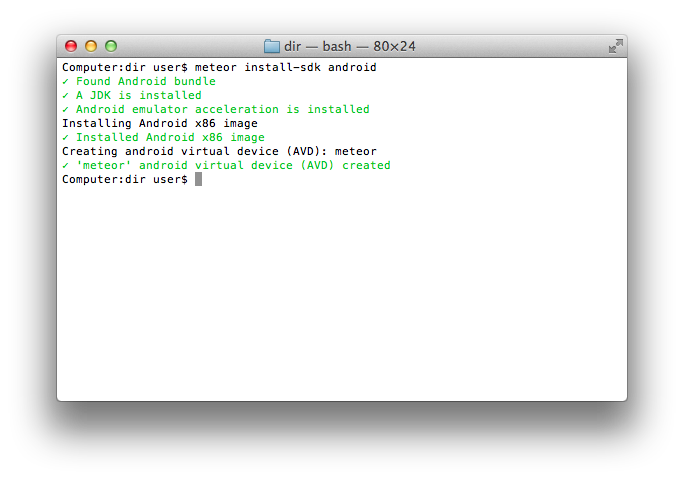 dir — bash — 80×24
Computer:dir user$ meteor install-sdk android
✓ Found Android bundle
✓ A JDK is installed
✓ Android emulator acceleration is installed
Installing Android x86 image
✓ Installed Android x86 image
Creating android virtual device (AVD): meteor
✓ 'meteor' android virtual device (AVD) created
Computer:dir user$